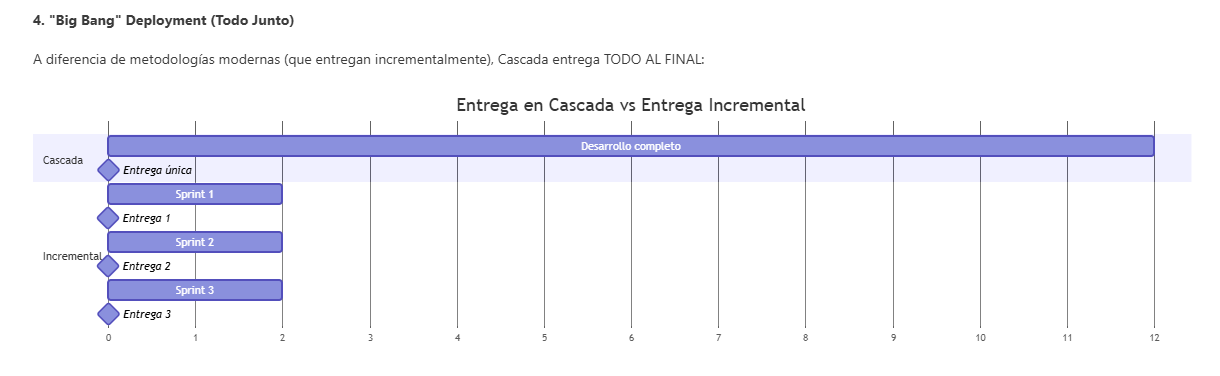 4. "Big Bang" Deployment (Todo Junto)
A diferencia de metodologías modernas (que entregan incrementalmente), Cascada entrega TODO AL FINAL:
Entrega en Cascada vs Entrega Incremental
Desarrollo completo
Cascada
Entrega única
Sprint 1
Entrega 1
Sprint 2
Incremental
Entrega 2
Sprint 3
Entrega 3
0 1 2 3 4 5 6 7 8 9 10 11 12